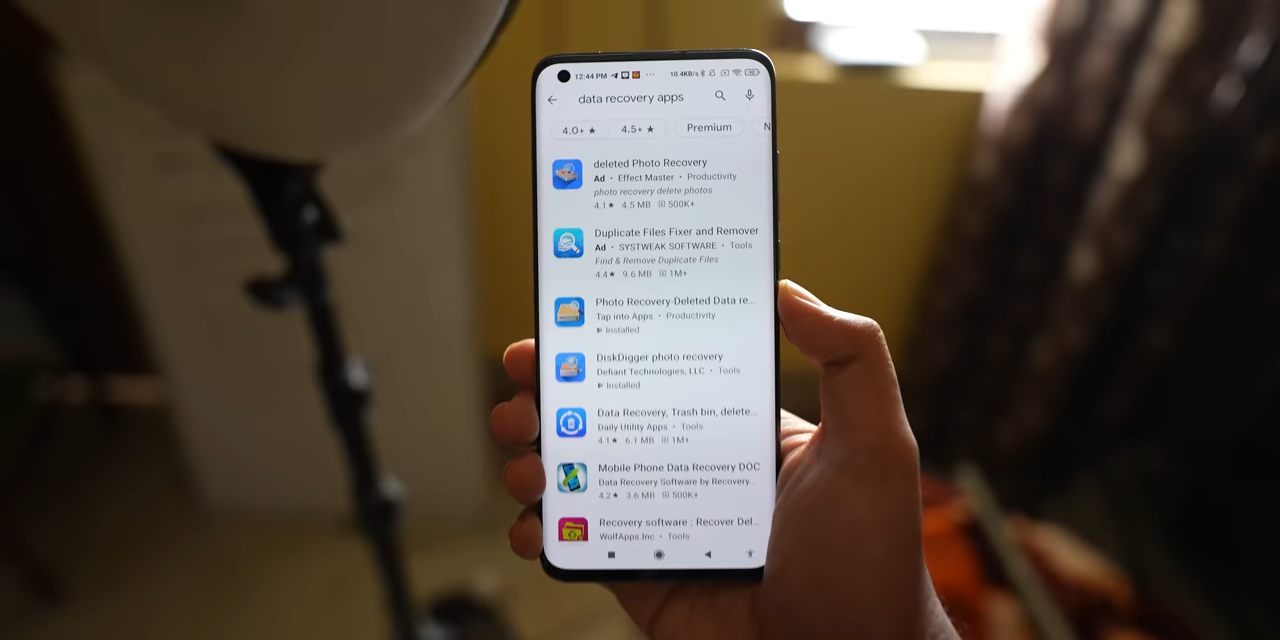 12:44 PM ··· 10.4KB/s
data recovery apps
4.0+ ★ 4.5+ ★ Premium N
deleted Photo Recovery
Ad • Effect Master • Productivity
photo recovery delete photos
4.1★ 4.5 MB 500K+
Duplicate Files Fixer and Remover
Ad • SYSTWEAK SOFTWARE • Tools
Find & Remove Duplicate Files
4.4★ 9.6 MB 1M+
Photo Recovery-Deleted Data re...
Tap into Apps • Productivity
Installed
DiskDigger photo recovery
Defiant Technologies, LLC • Tools
Installed
Data Recovery, Trash bin, delete...
Daily Utility Apps • Tools
4.1★ 6.1 MB 1M+
Mobile Phone Data Recovery DOC
Data Recovery Software by Recovery..
4.2★ 3.6 MB 500K+
Recovery software : Recover Del...
WolfApps.Inc • Tools